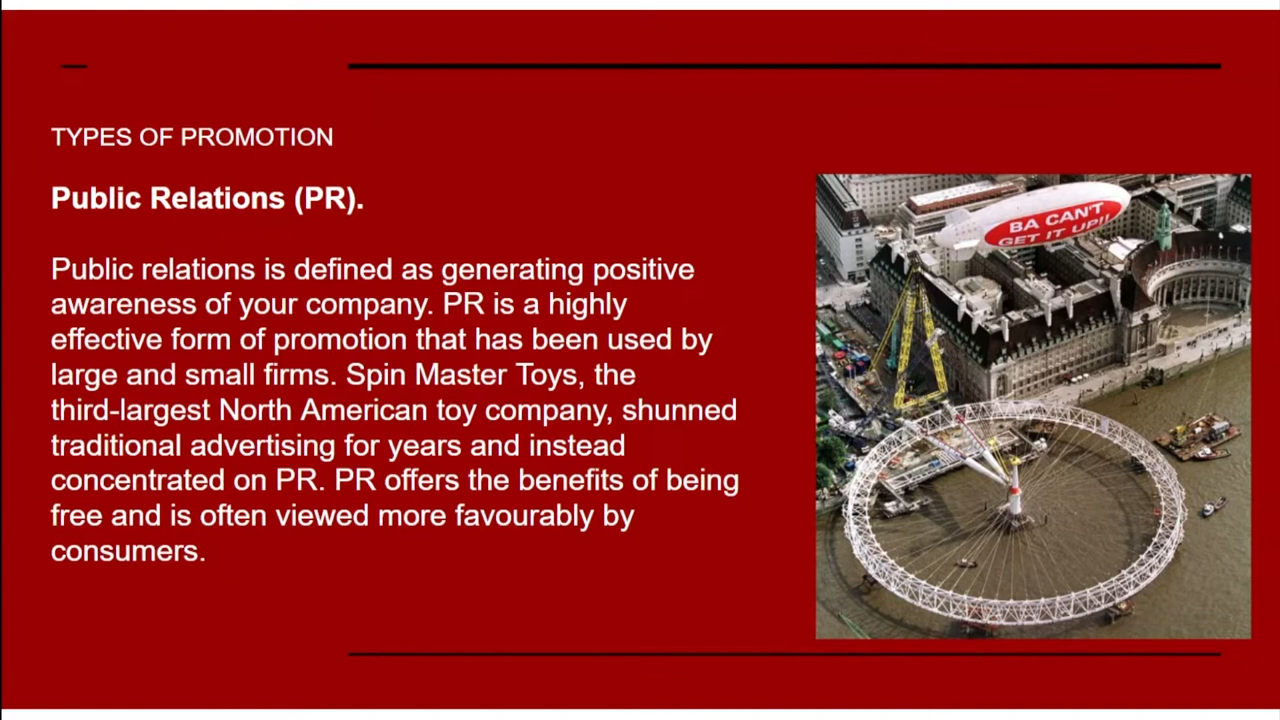 TYPES OF PROMOTION
Public Relations (PR).
Public relations is defined as generating positive
awareness of your company. PR is a highly
effective form of promotion that has been used by
large and small firms. Spin Master Toys, the
third-largest North American toy company, shunned
traditional advertising for years and instead
concentrated on PR. PR offers the benefits of being
free and is often viewed more favourably by
consumers.
BA CAN'T
GET IT UP!!